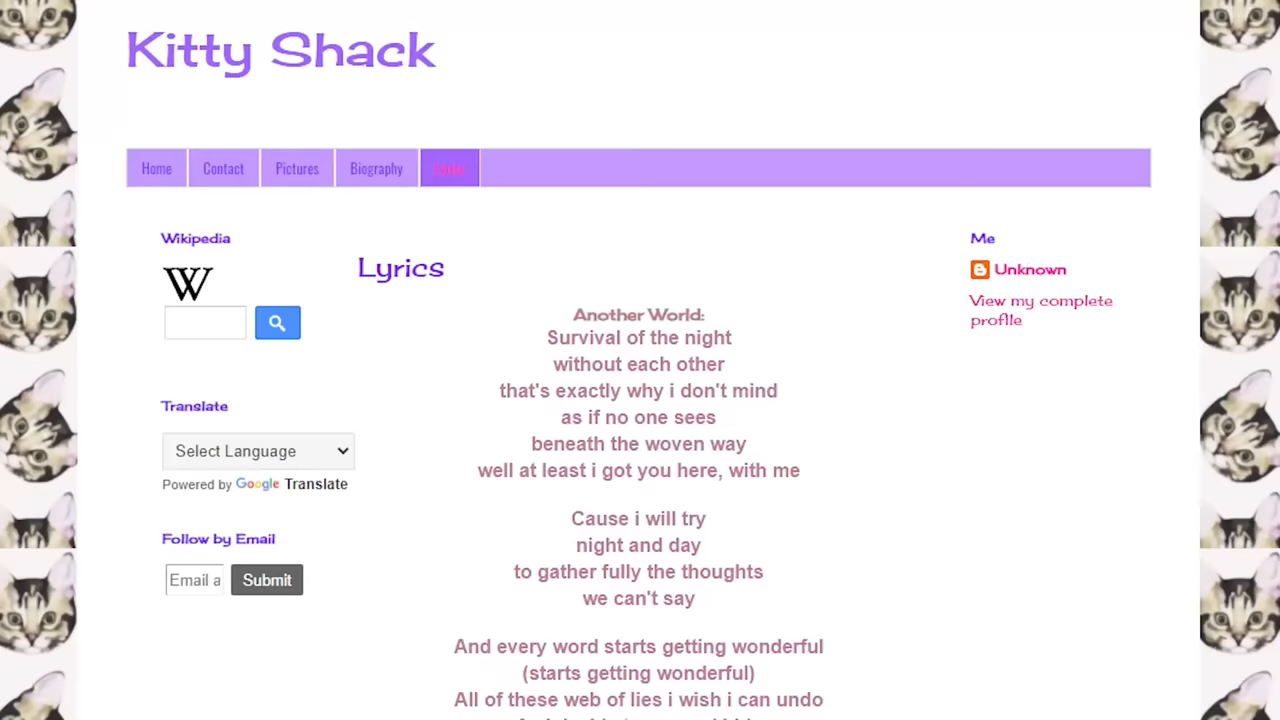 Kitty Shack
Home
Contact
Pictures
Biography
Lyrics
Wikipedia
W
Translate
Select Language
Powered by Google Translate
Follow by Email
Email a
Submit
Lyrics
Another World:
Survival of the night
without each other
that's exactly why i don't mind
as if no one sees
beneath the woven way
well at least i got you here, with me
Cause i will try
night and day
to gather fully the thoughts
we can't say
And every word starts getting wonderful
(starts getting wonderful)
All of these web of lies i wish i can undo
Me
Unknown
View my complete
profile